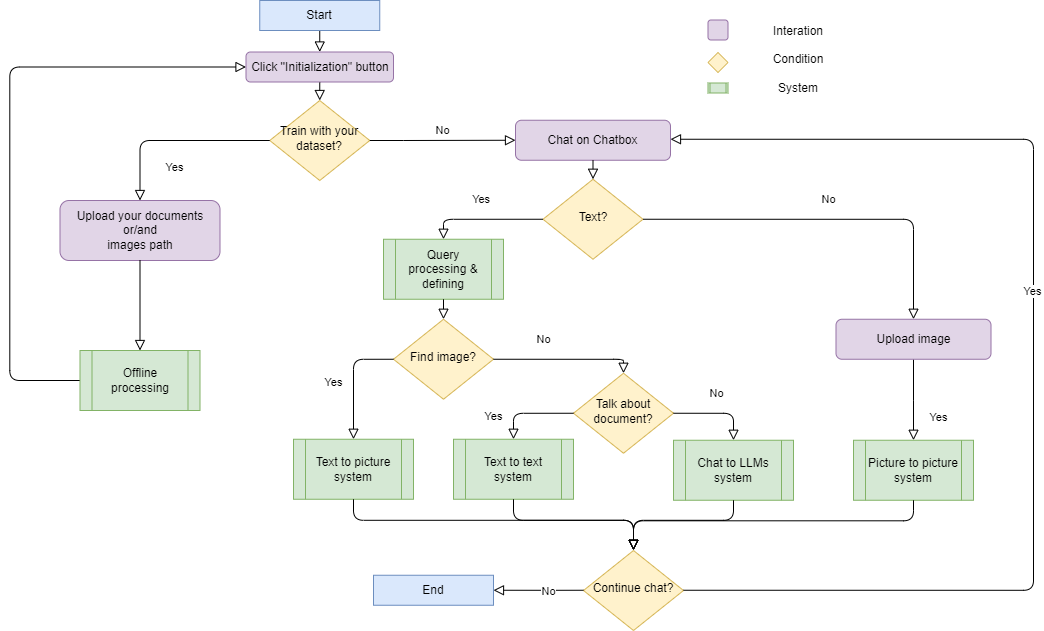 Start
Interation
Click "Initialization" button
Condition
System
Train with your
dataset?
No
Chat on Chatbox
Yes
Upload your documents
or/and
images path
Yes
Text?
No
Query
processing &
defining
Yes
Upload image
Find image?
No
Offline
processing
Yes
Talk about
document?
No
Yes
Yes
Text to picture
system
Text to text
system
Chat to LLMs
system
Picture to picture
system
Continue chat?
No
End